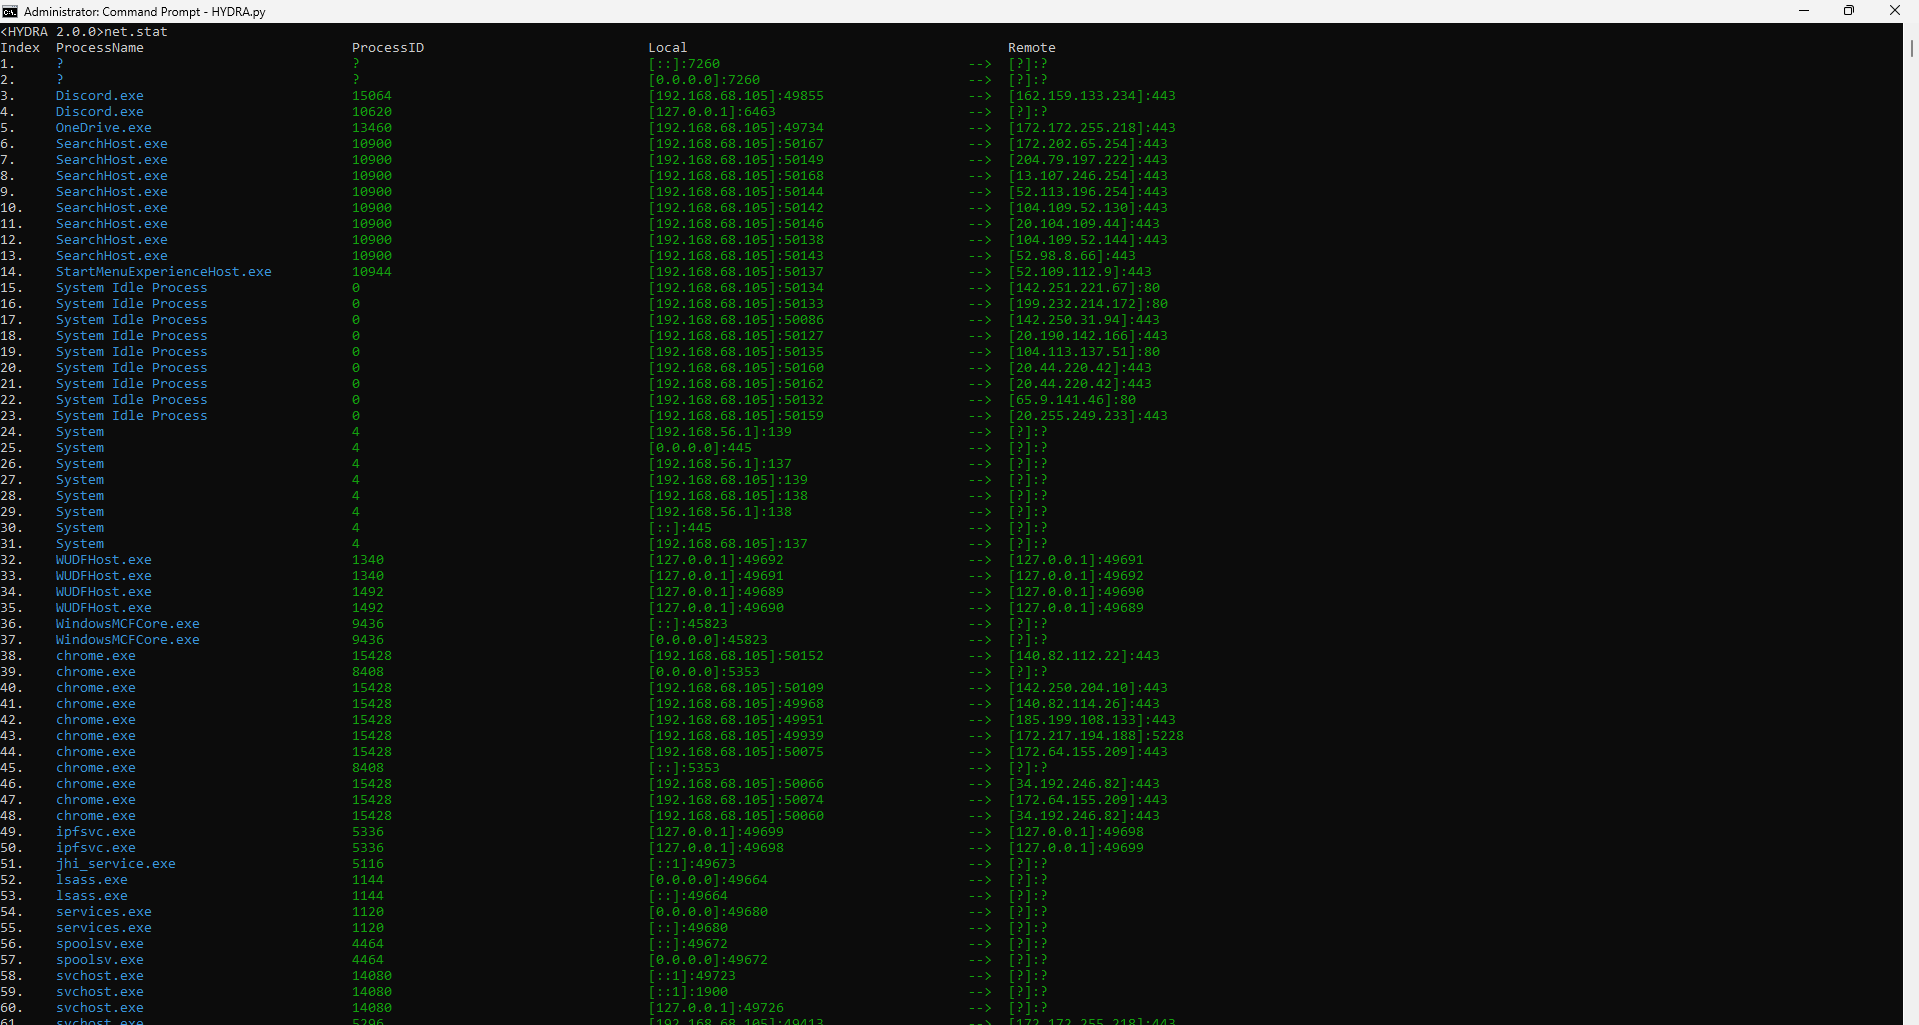 Administrator: Command Prompt - HYDRA.py
<HYDRA 2.0.0>net.stat
Index ProcessName ProcessID Local Remote
1. ? ? [::]:7260 --> [?]:?
2. ? ? [0.0.0.0]:7260 --> [?]:?
3. Discord.exe 15064 [192.168.68.105]:49855 --> [162.159.133.234]:443
4. Discord.exe 10620 [127.0.0.1]:6463 --> [?]:?
5. OneDrive.exe 13460 [192.168.68.105]:49734 --> [172.172.255.218]:443
6. SearchHost.exe 10900 [192.168.68.105]:50167 --> [172.202.65.254]:443
7. SearchHost.exe 10900 [192.168.68.105]:50149 --> [204.79.197.222]:443
8. SearchHost.exe 10900 [192.168.68.105]:50168 --> [13.107.246.254]:443
9. SearchHost.exe 10900 [192.168.68.105]:50144 --> [52.113.196.254]:443
10. SearchHost.exe 10900 [192.168.68.105]:50142 --> [104.109.52.130]:443
11. SearchHost.exe 10900 [192.168.68.105]:50146 --> [20.104.109.44]:443
12. SearchHost.exe 10900 [192.168.68.105]:50138 --> [104.109.52.144]:443
13. SearchHost.exe 10900 [192.168.68.105]:50143 --> [52.98.8.66]:443
14. StartMenuExperienceHost.exe 10944 [192.168.68.105]:50137 --> [52.109.112.9]:443
15. System Idle Process 0 [192.168.68.105]:50134 --> [142.251.221.67]:80
16. System Idle Process 0 [192.168.68.105]:50133 --> [199.232.214.172]:80
17. System Idle Process 0 [192.168.68.105]:50086 --> [142.250.31.94]:443
18. System Idle Process 0 [192.168.68.105]:50127 --> [20.190.142.166]:443
19. System Idle Process 0 [192.168.68.105]:50135 --> [104.113.137.51]:80
20. System Idle Process 0 [192.168.68.105]:50160 --> [20.44.220.42]:443
21. System Idle Process 0 [192.168.68.105]:50162 --> [20.44.220.42]:443
22. System Idle Process 0 [192.168.68.105]:50132 --> [65.9.141.46]:80
23. System Idle Process 0 [192.168.68.105]:50159 --> [20.255.249.233]:443
24. System 4 [192.168.56.1]:139 --> [?]:?
25. System 4 [0.0.0.0]:445 --> [?]:?
26. System 4 [192.168.56.1]:137 --> [?]:?
27. System 4 [192.168.68.105]:139 --> [?]:?
28. System 4 [192.168.68.105]:138 --> [?]:?
29. System 4 [192.168.56.1]:138 --> [?]:?
30. System 4 [::]:445 --> [?]:?
31. System 4 [192.168.68.105]:137 --> [?]:?
32. WUDFHost.exe 1340 [127.0.0.1]:49692 --> [127.0.0.1]:49691
33. WUDFHost.exe 1340 [127.0.0.1]:49691 --> [127.0.0.1]:49692
34. WUDFHost.exe 1492 [127.0.0.1]:49689 --> [127.0.0.1]:49690
35. WUDFHost.exe 1492 [127.0.0.1]:49690 --> [127.0.0.1]:49689
36. WindowsMCFCore.exe 9436 [::]:45823 --> [?]:?
37. WindowsMCFCore.exe 9436 [0.0.0.0]:45823 --> [?]:?
38. chrome.exe 15428 [192.168.68.105]:50152 --> [140.82.112.22]:443
39. chrome.exe 8408 [0.0.0.0]:5353 --> [?]:?
40. chrome.exe 15428 [192.168.68.105]:50109 --> [142.250.204.10]:443
41. chrome.exe 15428 [192.168.68.105]:49968 --> [140.82.114.26]:443
42. chrome.exe 15428 [192.168.68.105]:49951 --> [185.199.108.133]:443
43. chrome.exe 15428 [192.168.68.105]:49939 --> [172.217.194.188]:5228
44. chrome.exe 15428 [192.168.68.105]:50075 --> [172.64.155.209]:443
45. chrome.exe 8408 [::]:5353 --> [?]:?
46. chrome.exe 15428 [192.168.68.105]:50066 --> [34.192.246.82]:443
47. chrome.exe 15428 [192.168.68.105]:50074 --> [172.64.155.209]:443
48. chrome.exe 15428 [192.168.68.105]:50060 --> [34.192.246.82]:443
49. ipfsvc.exe 5336 [127.0.0.1]:49699 --> [127.0.0.1]:49698
50. ipfsvc.exe 5336 [127.0.0.1]:49698 --> [127.0.0.1]:49699
51. jhi_service.exe 5116 [::1]:49673 --> [?]:?
52. lsass.exe 1144 [0.0.0.0]:49664 --> [?]:?
53. lsass.exe 1144 [::]:49664 --> [?]:?
54. services.exe 1120 [0.0.0.0]:49680 --> [?]:?
55. services.exe 1120 [::]:49680 --> [?]:?
56. spoolsv.exe 4464 [::]:49672 --> [?]:?
57. spoolsv.exe 4464 [0.0.0.0]:49672 --> [?]:?
58. svchost.exe 14080 [::1]:49723 --> [?]:?
59. svchost.exe 14080 [::1]:1900 --> [?]:?
60. svchost.exe 14080 [127.0.0.1]:49726 --> [?]:?
61. svchost.exe 5296 [192.168.68.105]:49413 --> [172.172.255.218]:443